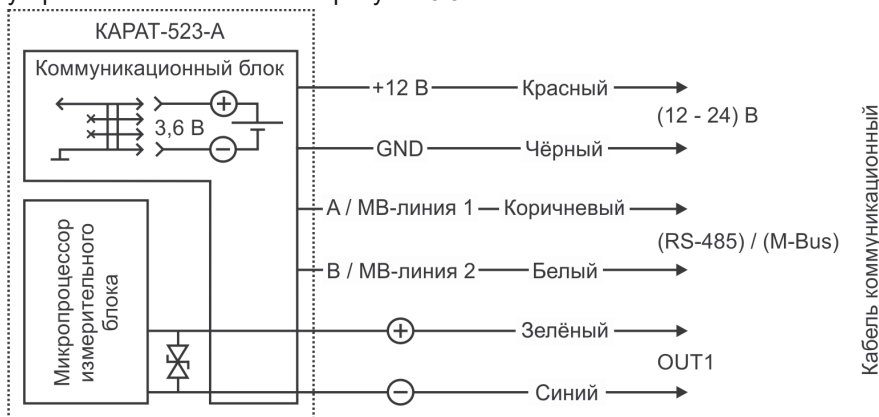 КАРАТ-523-А
Коммуникационный блок
3,6 В
+12 В
Красный
(12 - 24) В
GND
Чёрный
А / МВ-линия 1
Коричневый
(RS-485) / (M-Bus)
В / МВ-линия 2
Белый
Микропроцессор
измерительного
блока
Зелёный
OUT1
Синий
Кабель коммуникационный